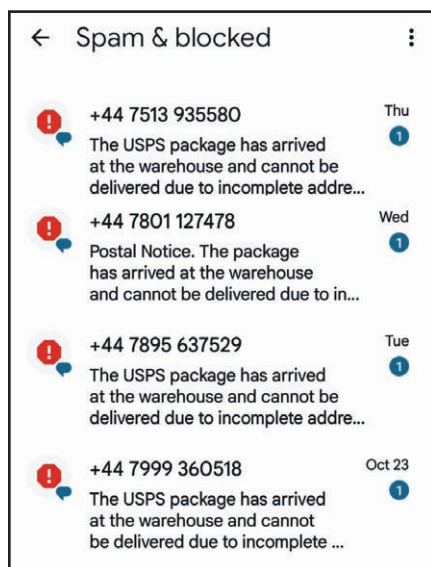 Spam & blocked
+44 7513 935580 Thu
The USPS package has arrived 1
at the warehouse and cannot be
delivered due to incomplete addre...
+44 7801 127478 Wed
Postal Notice. The package 1
has arrived at the warehouse
and cannot be delivered due to in...
+44 7895 637529 Tue
The USPS package has arrived 1
at the warehouse and cannot be
delivered due to incomplete addre...
+44 7999 360518 Oct 23
The USPS package has arrived 1
at the warehouse and cannot
be delivered due to incomplete ...